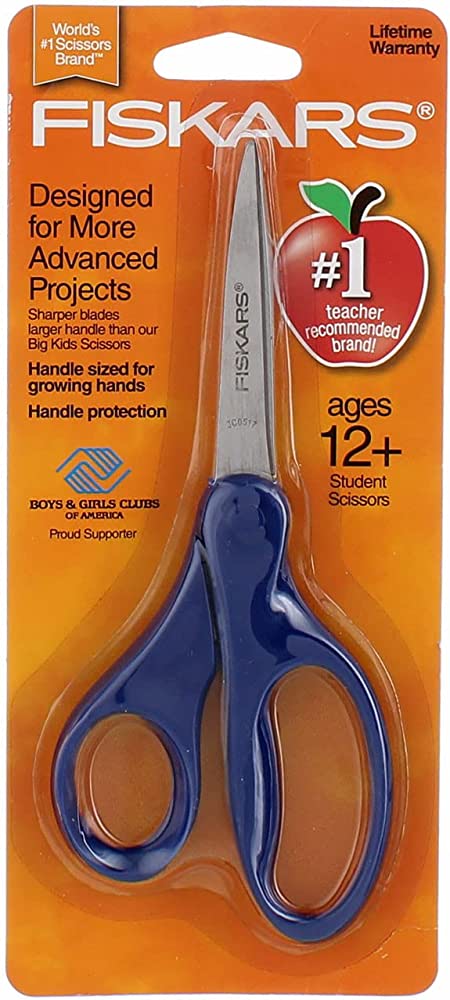 World's
#1 Scissors
Brand™
Lifetime
Warranty
FISKARS®
Designed
for More
Advanced
Projects
Sharper blades
larger handle than our
Big Kids Scissors
Handle sized for
growing hands
Handle protection
BOYS & GIRLS CLUBS
OF AMERICA
Proud Supporter
#1
teacher
recommended
brand!
ages
12+
Student
Scissors
FISKARS®